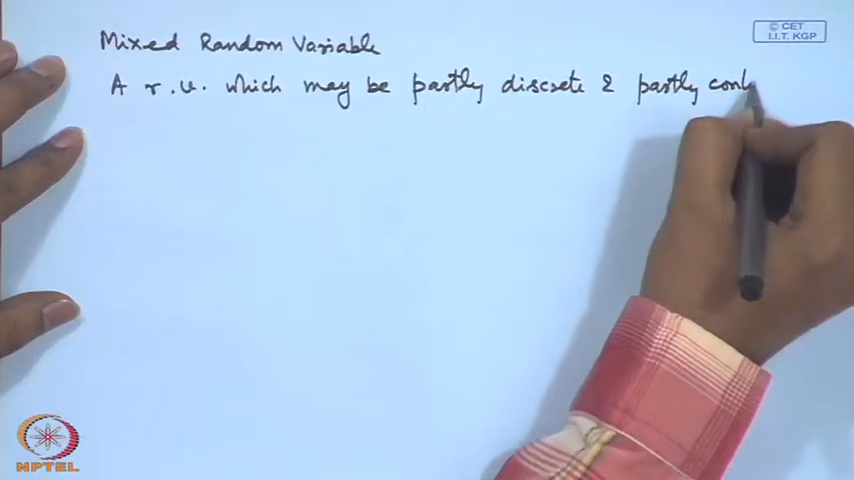 Mixed Random Variable
© CET
I.I.T. KGP
A r.v. which may be partly discrete & partly cont
NPTEL